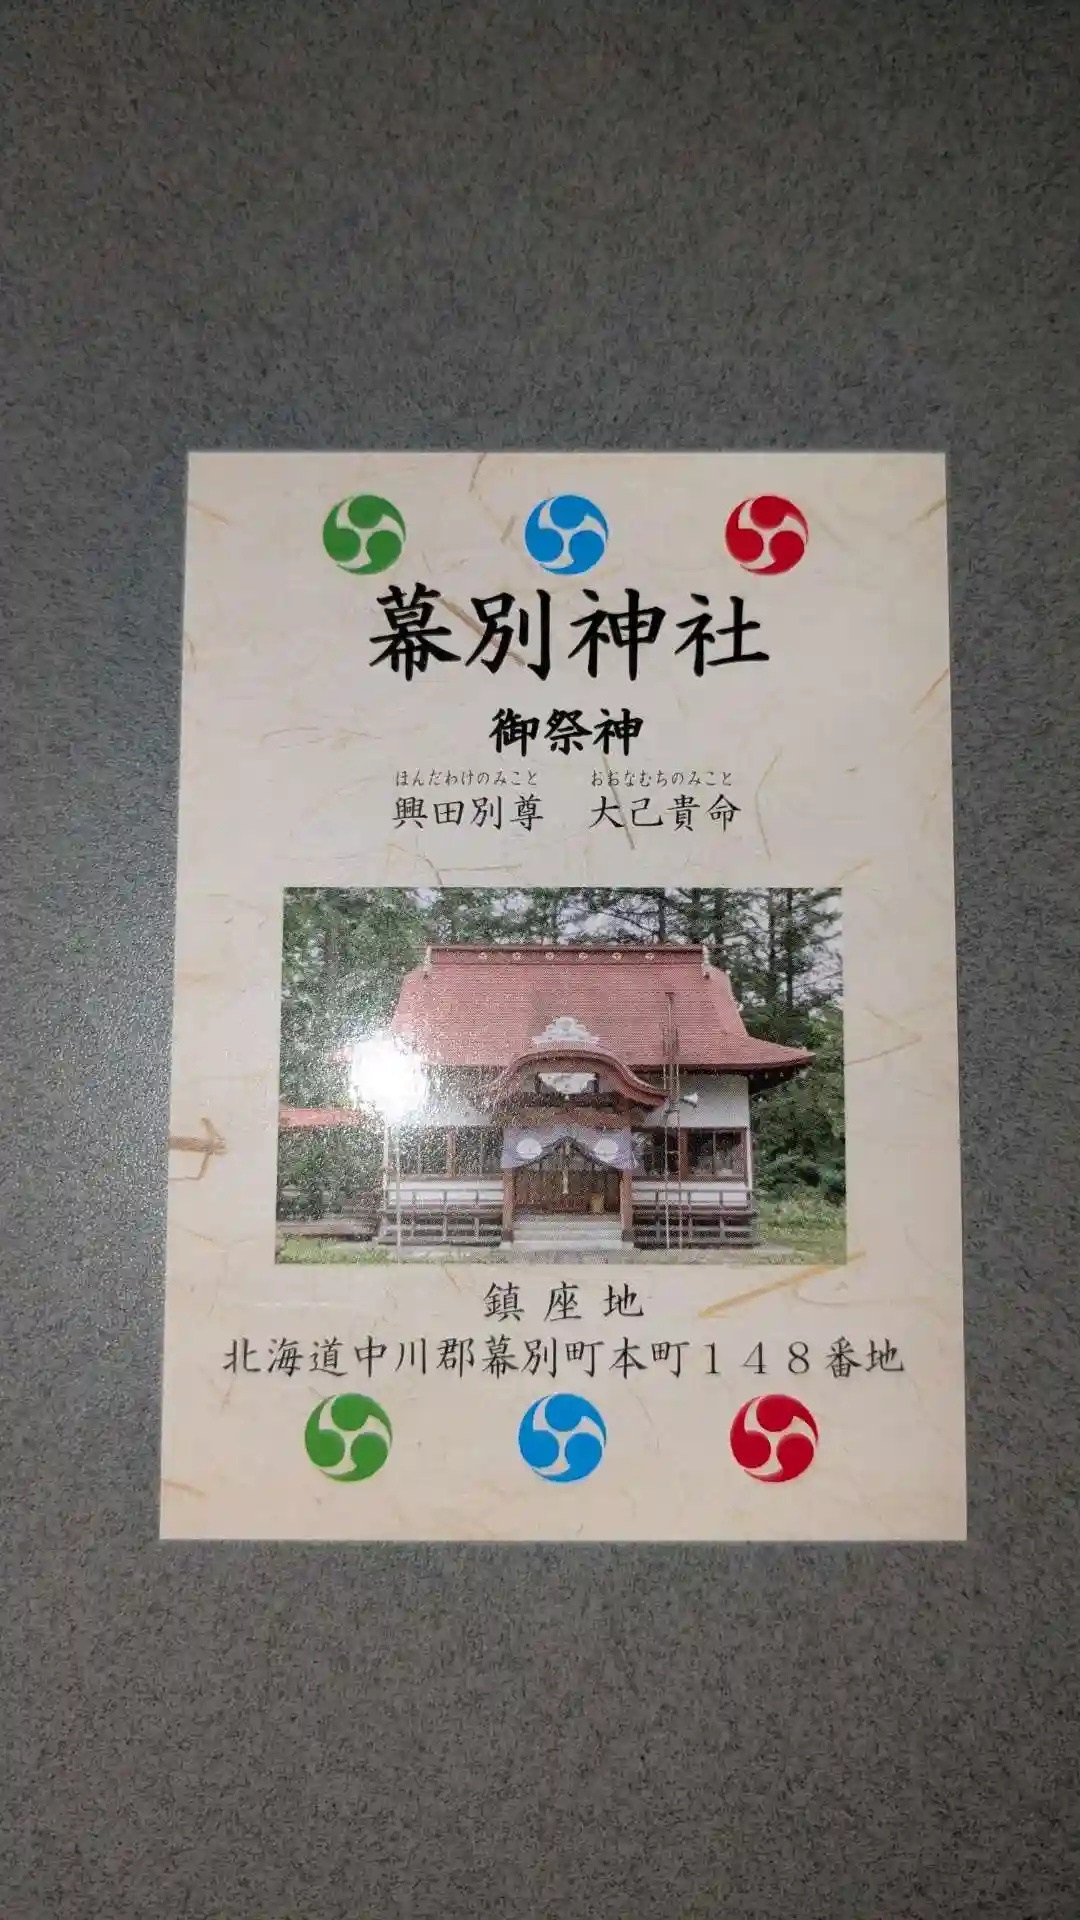 幕別神社
御祭神
ほんだわけのみこと　おおなむちのみこと
興田別尊　大己貴命
鎮座地
北海道中川郡幕別町本町１４８番地